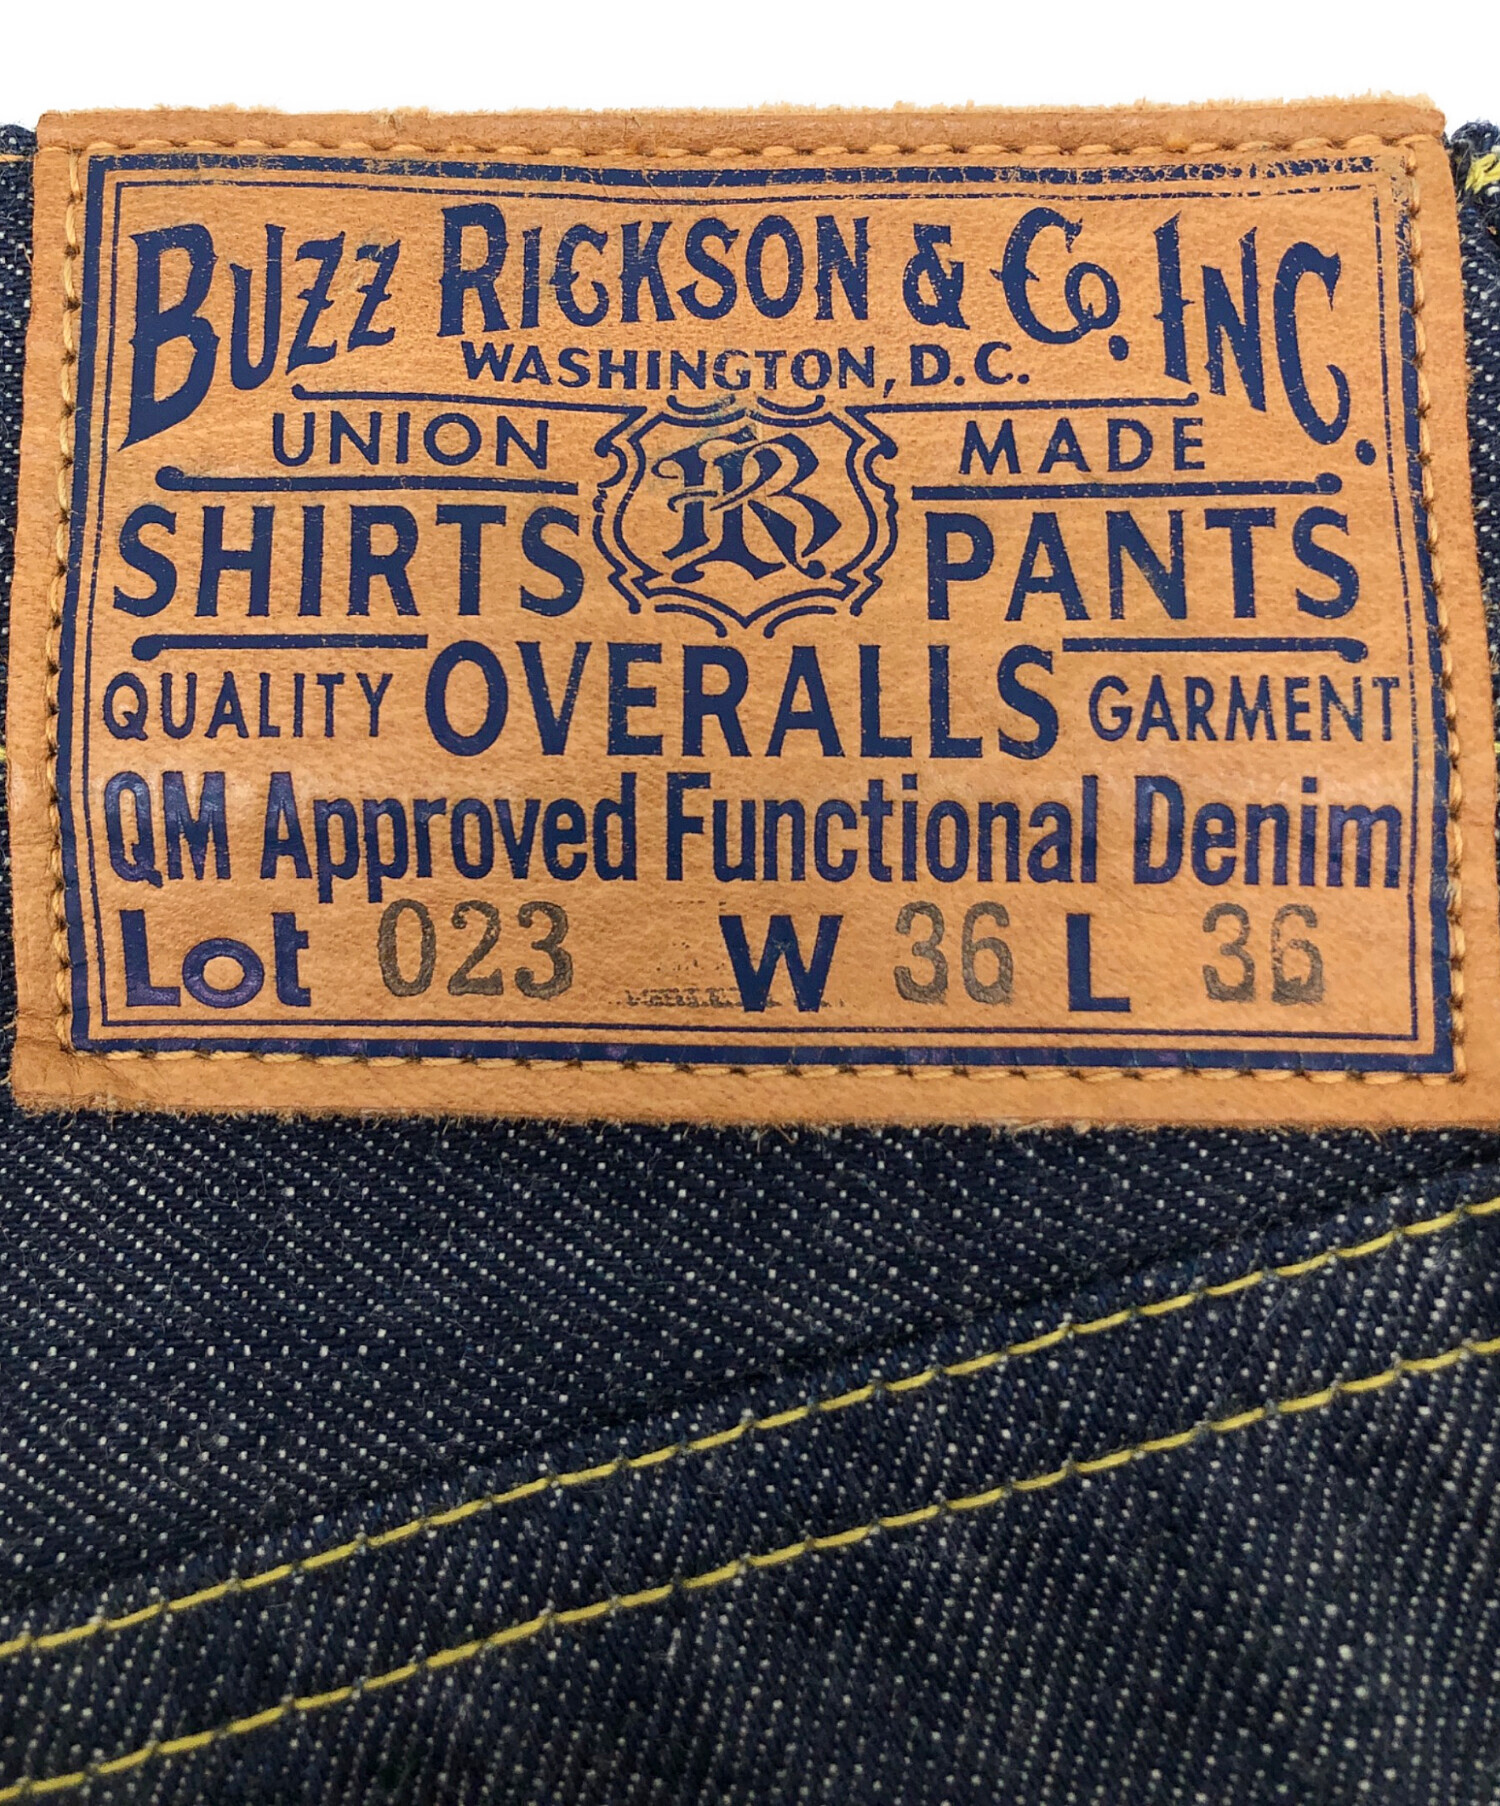 BUZZ RICKSON & Co. INC.
WASHINGTON, D.C.
UNION R MADE
SHIRTS PANTS
QUALITY OVERALLS GARMENT
QM Approved Functional Denim
Lot 023 W 36 L 36